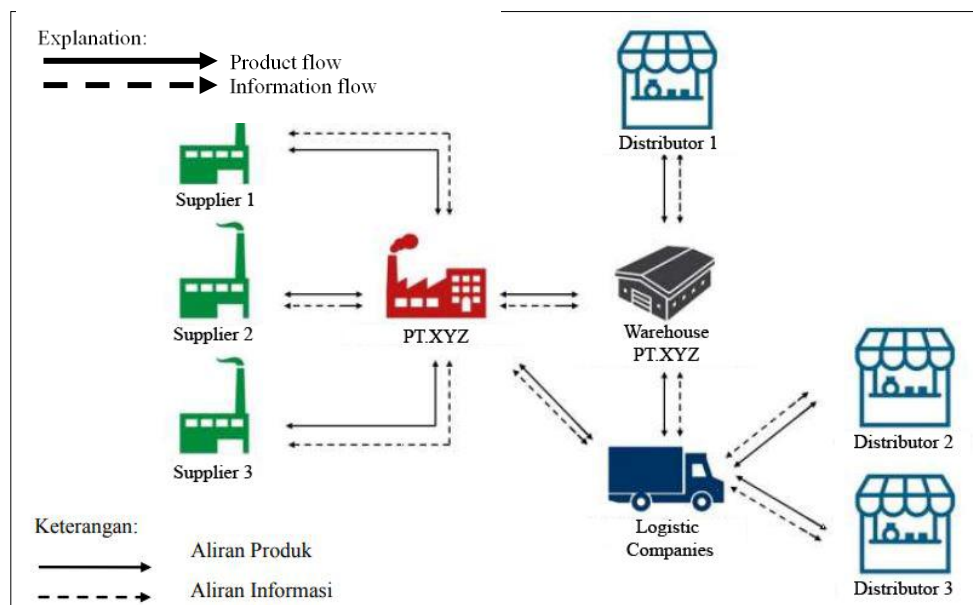 Explanation:
Product flow
Information flow
Distributor 1
Supplier 1
Supplier 2
PT.XYZ
Warehouse
PT.XYZ
Supplier 3
Distributor 2
Logistic
Companies
Distributor 3
Keterangan:
Aliran Produk
Aliran Informasi